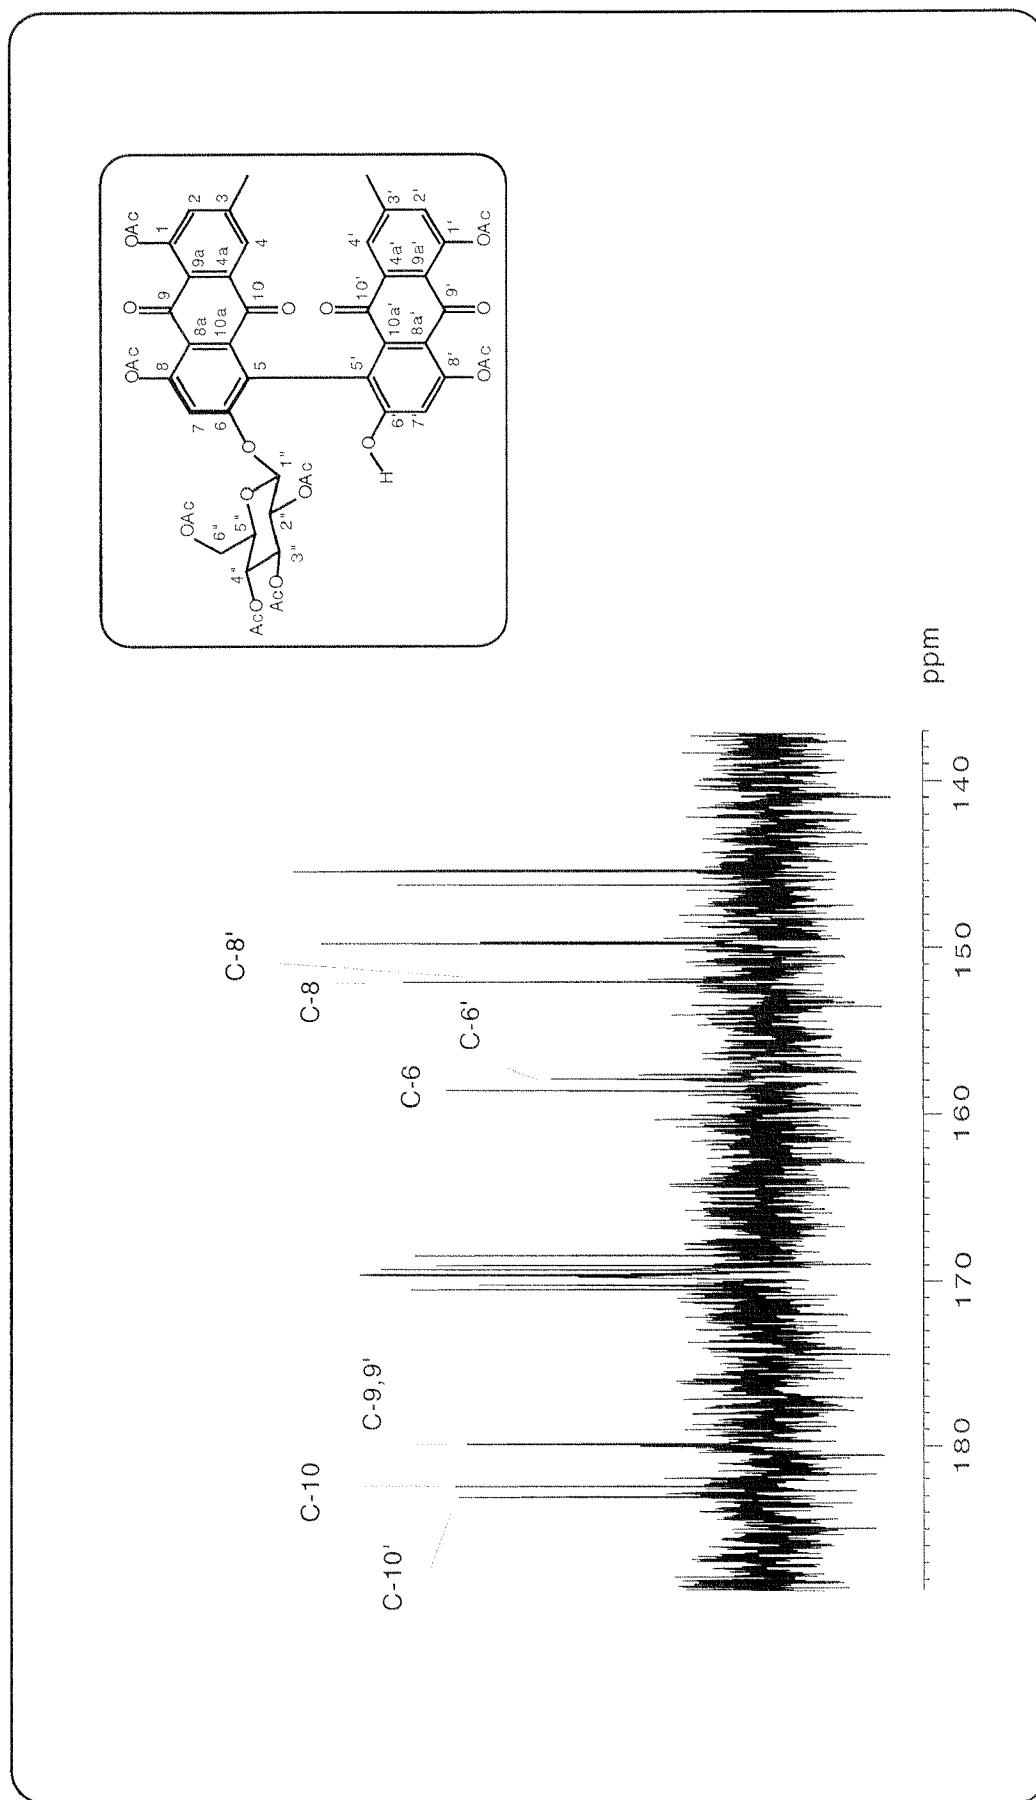 C-10'
C-10
C-9,9'
C-6
C-6'
C-8
C-8'
180
170
160
150
140
ppm
OAc
6"
5"
4"
AcO
AcO
3"
2"
OAc
1"
O
O
7
6
8
OAc
5
8a
10a
9
O
10
O
9a
4a
1
OAc
2
3
4
H
O
6'
7'
5'
8'
OAc
10a'
8a'
10'
O
9'
O
4a'
9a'
4'
3'
2'
1'
OAc